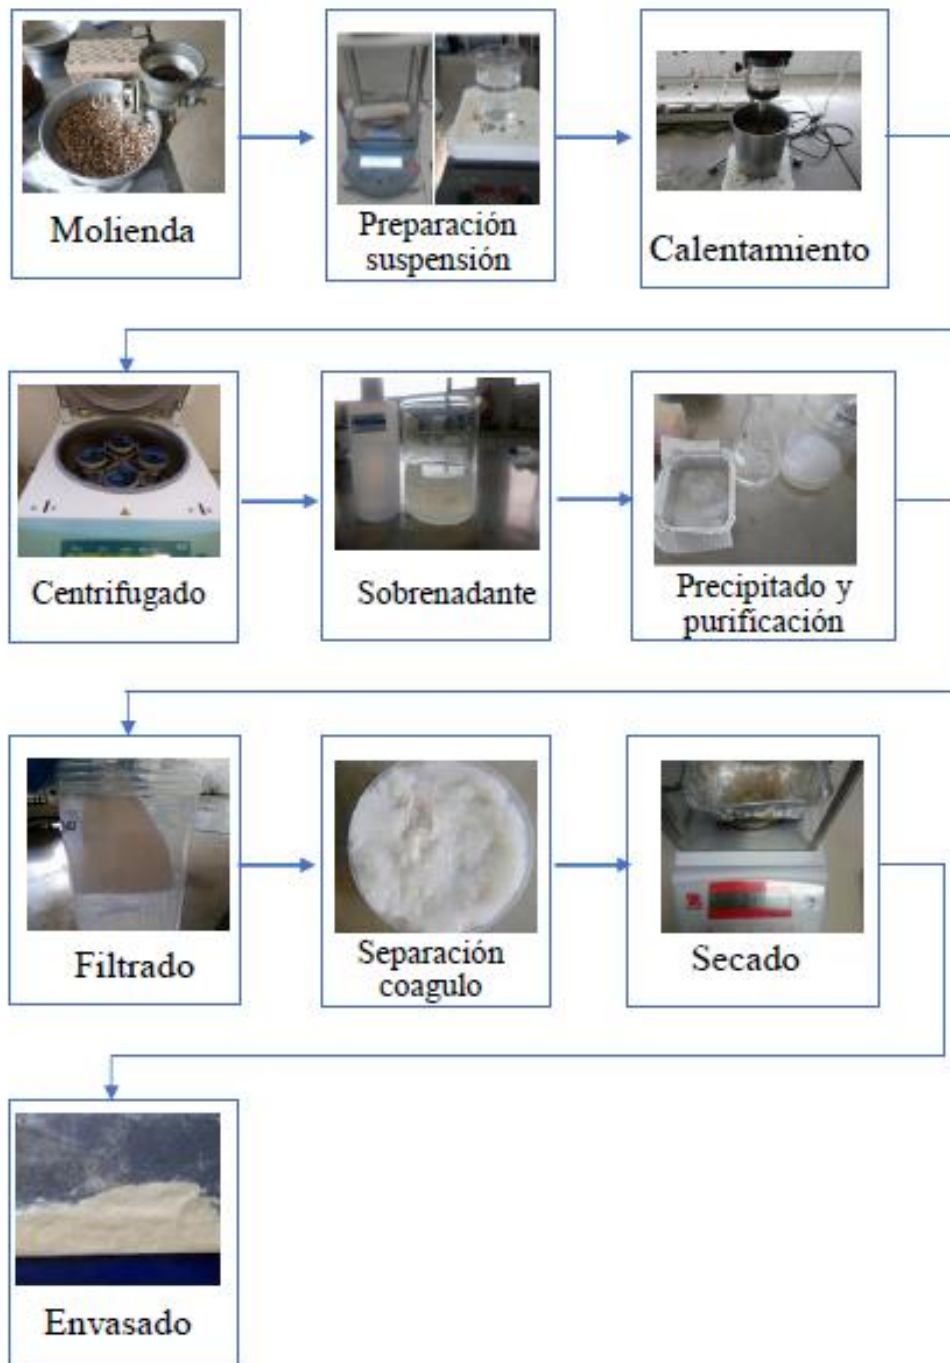 Molienda
Preparación
suspensión
Calentamiento
Centrifugado
Sobrenadante
Precipitado y
purificación
Filtrado
Separación
coagulo
Secado
Envasado